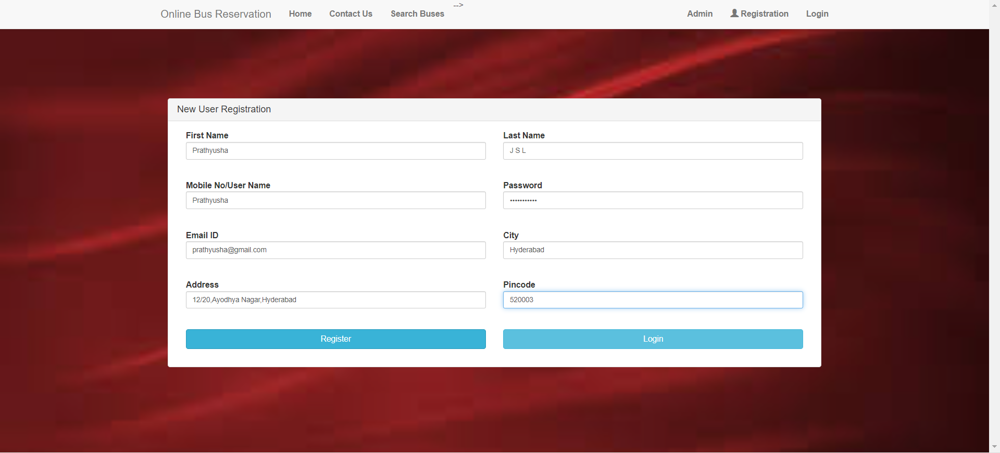 Online Bus Reservation Home Contact Us Search Buses --> Admin Registration Login
New User Registration
First Name Last Name
Prathyusha J S L
Mobile No/User Name Password
Prathyusha •••••••••••
Email ID City
prathyusha@gmail.com Hyderabad
Address Pincode
12/20,Ayodhya Nagar,Hyderabad 520003
Register Login